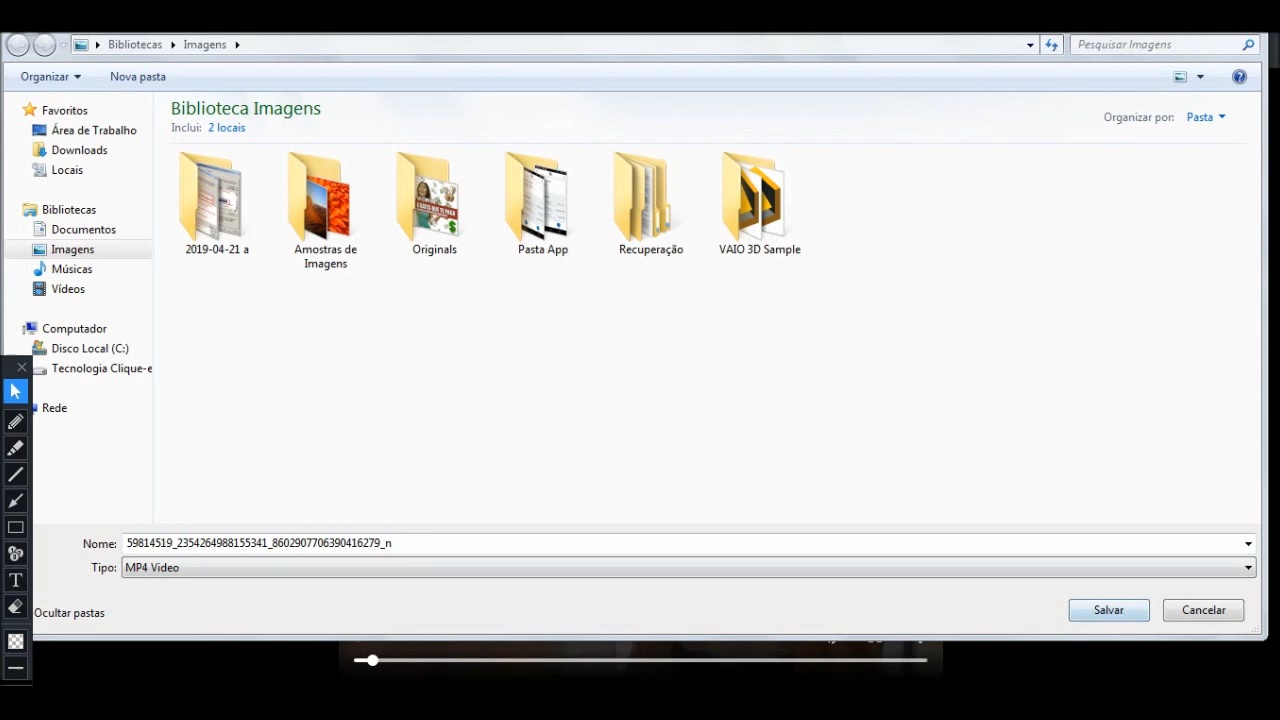 Bibliotecas Imagens
Pesquisar Imagens
Organizar Nova pasta
Favoritos
Área de Trabalho
Downloads
Locais
Bibliotecas
Documentos
Imagens
Músicas
Vídeos
Computador
Disco Local (C:)
Tecnologia Clique-e
Rede
Biblioteca Imagens
Inclui: 2 locais
Organizar por: Pasta
2019-04-21 a
Amostras de
Imagens
Originals
Pasta App
Recuperação
VAIO 3D Sample
Nome: 59814519_2354264988155341_8602907706390416279_n
Tipo: MP4 Video
Ocultar pastas
Salvar
Cancelar
T